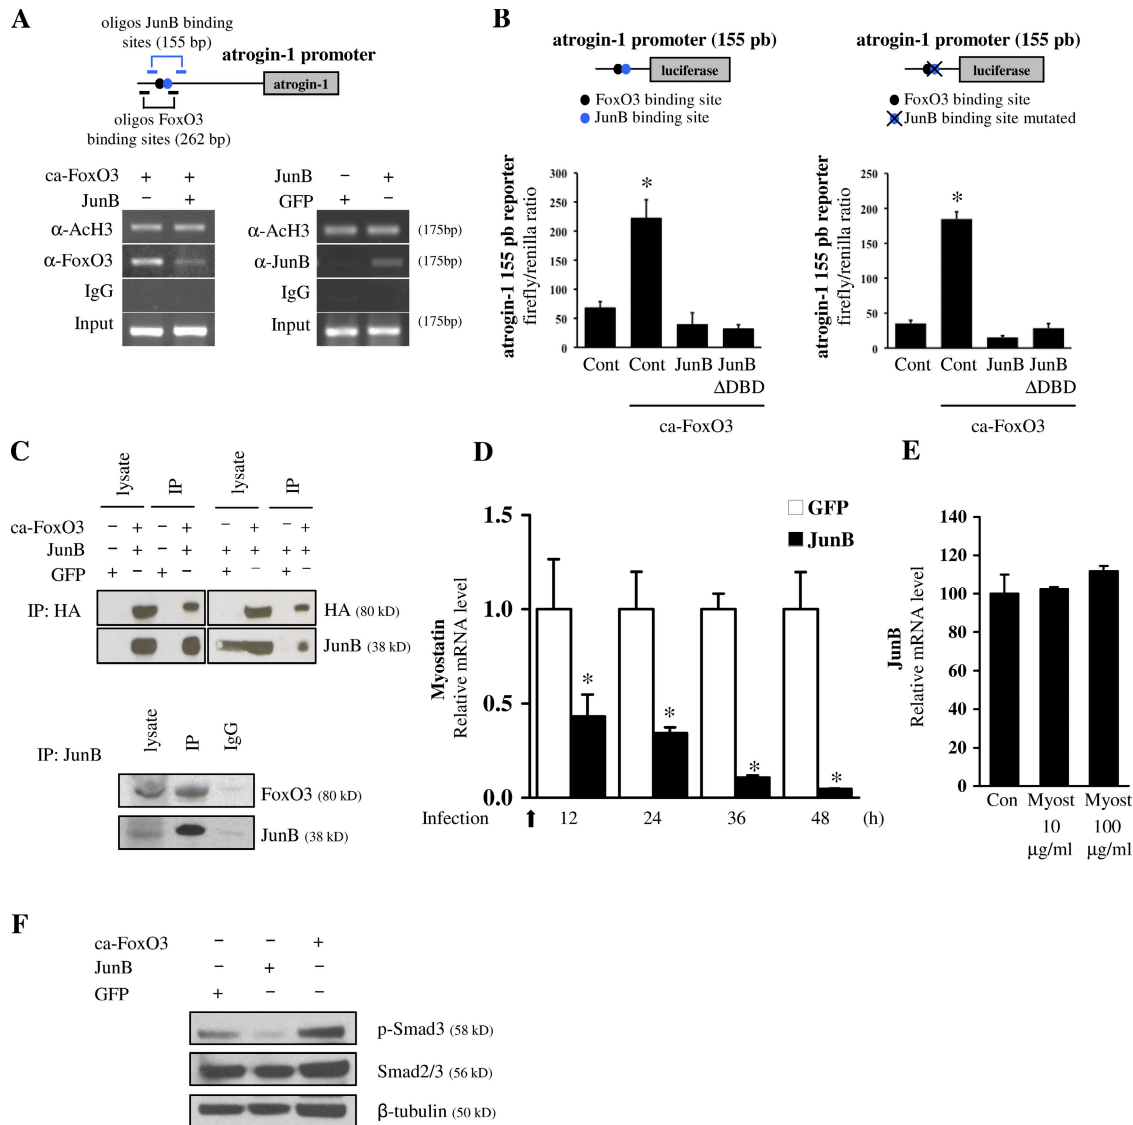 A
oligos JunB binding
sites (155 bp)
atrogin-1 promoter
atrogin-1
oligos FoxO3
binding sites (262 bp)
ca-FoxO3 + +
JunB − +
α-AcH3
α-FoxO3
IgG
Input
JunB − +
GFP + −
α-AcH3 (175bp)
α-JunB (175bp)
IgG
Input (175bp)
B
atrogin-1 promoter (155 pb)
luciferase
FoxO3 binding site
JunB binding site
atrogin-1 155 pb reporter
firefly/renilla ratio
300
250
200
150
100
50
0
*
Cont Cont JunB JunB
ΔDBD
ca-FoxO3
atrogin-1 promoter (155 pb)
luciferase
FoxO3 binding site
JunB binding site mutated
atrogin-1 155 pb reporter
firefly/renilla ratio
250
200
150
100
50
0
*
Cont Cont JunB JunB
ΔDBD
ca-FoxO3
C
lysate IP lysate IP
ca-FoxO3 − + − + − + − +
JunB − + − + + + + +
GFP + − + − + − + −
IP: HA
HA (80 kD)
JunB (38 kD)
lysate IP IgG
IP: JunB
FoxO3 (80 kD)
JunB (38 kD)
D
Myostatin
Relative mRNA level
1.5
1.0
0.5
0.0
GFP
JunB
* * * *
Infection 12 24 36 48 (h)
E
JunB
Relative mRNA level
140
120
100
80
60
40
20
0
Con Myost Myost
10 100
μg/ml μg/ml
F
ca-FoxO3 − − +
JunB − + −
GFP + − −
p-Smad3 (58 kD)
Smad2/3 (56 kD)
β-tubulin (50 kD)